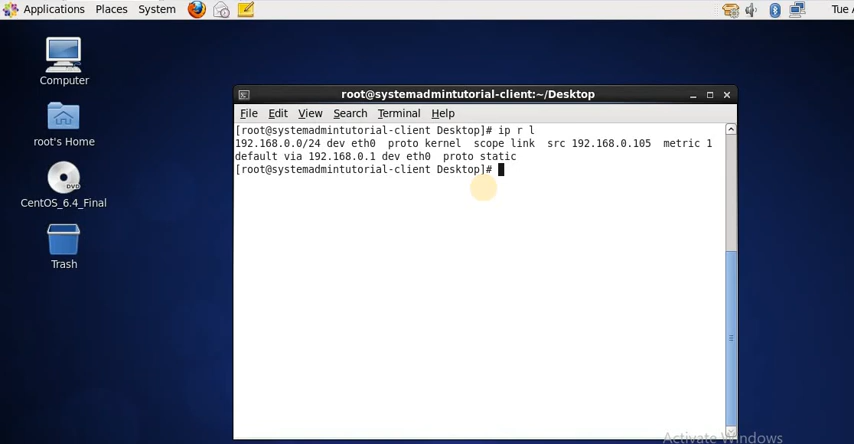 Applications Places System Tue
Computer
root's Home
CentOS_6.4_Final
Trash
root@systemadmintutorial-client:~/Desktop
File Edit View Search Terminal Help
[root@systemadmintutorial-client Desktop]# ip r l
192.168.0.0/24 dev eth0 proto kernel scope link src 192.168.0.105 metric 1
default via 192.168.0.1 dev eth0 proto static
[root@systemadmintutorial-client Desktop]#
Activate Windows